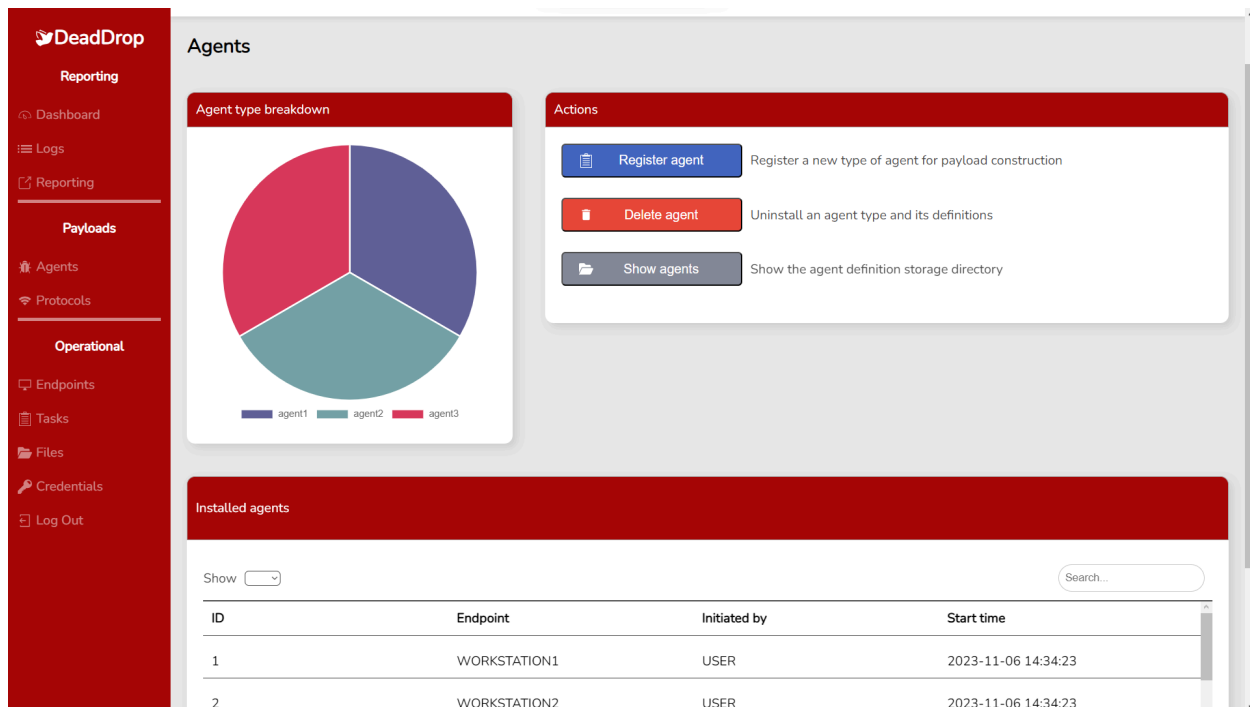 DeadDrop
Reporting
Dashboard
Logs
Reporting
Payloads
Agents
Protocols
Operational
Endpoints
Tasks
Files
Credentials
Log Out
Agents
Agent type breakdown
agent1 agent2 agent3
Actions
Register agent Register a new type of agent for payload construction
Delete agent Uninstall an agent type and its definitions
Show agents Show the agent definition storage directory
Installed agents
Show Search...
ID Endpoint Initiated by Start time
1 WORKSTATION1 USER 2023-11-06 14:34:23
2 WORKSTATION2 USER 2023-11-06 14:34:23